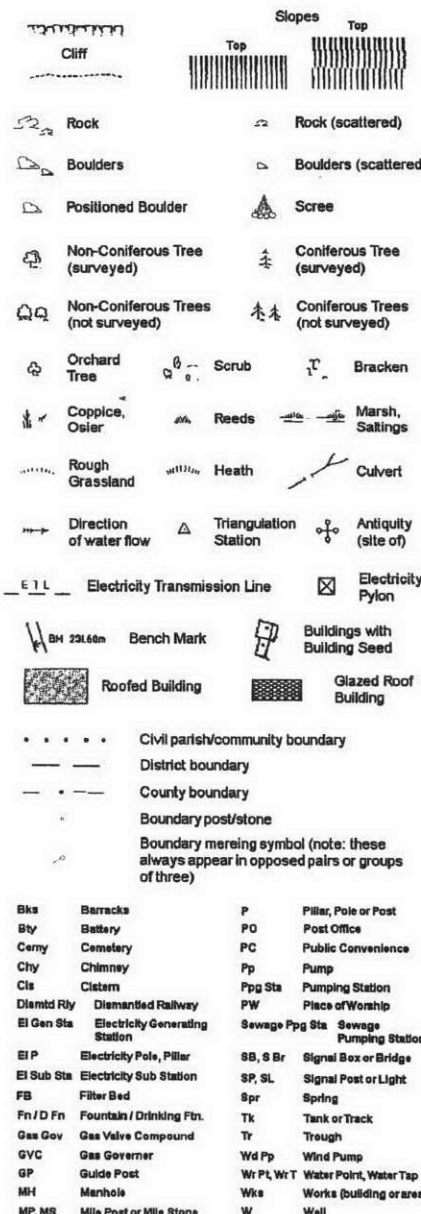 Slopes
Top
Top
Cliff
Rock
Rock (scattered)
Boulders
Boulders (scattered
Positioned Boulder
Scree
Non-Coniferous Tree
(surveyed)
Coniferous Tree
(surveyed)
Non-Coniferous Trees
(not surveyed)
Coniferous Trees
(not surveyed)
Orchard
Tree
Scrub
Bracken
Coppice,
Osier
Reeds
Marsh,
Saltings
Rough
Grassland
Heath
Culvert
Direction
of water flow
Triangulation
Station
Antiquity
(site of)
E T L
Electricity Transmission Line
Electricity
Pylon
BM 231.60m
Bench Mark
Buildings with
Building Seed
Roofed Building
Glazed Roof
Building
Civil parish/community boundary
District boundary
County boundary
Boundary post/stone
Boundary mereing symbol (note: these
always appear in opposed pairs or groups
of three)
Bks Barracks
Bty Battery
Cemy Cemetery
Chy Chimney
Cis Cistern
Dismtd Rly Dismantled Railway
El Gen Sta Electricity Generating
Station
El P Electricity Pole, Pillar
El Sub Sta Electricity Sub Station
FB Filter Bed
Fn / D Fn Fountain / Drinking Ftn.
Gas Gov Gas Valve Compound
GVC Gas Governer
GP Guide Post
MH Manhole
MP, MS Mile Post or Mile Stone
P Pillar, Pole or Post
PO Post Office
PC Public Convenience
Pp Pump
Ppg Sta Pumping Station
PW Place of Worship
Sewage Ppg Sta Sewage
Pumping Station
SB, S Br Signal Box or Bridge
SP, SL Signal Post or Light
Spr Spring
Tk Tank or Track
Tr Trough
Wd Pp Wind Pump
Wr Pt, Wr T Water Point, Water Tap
Wks Works (building or area
W Well